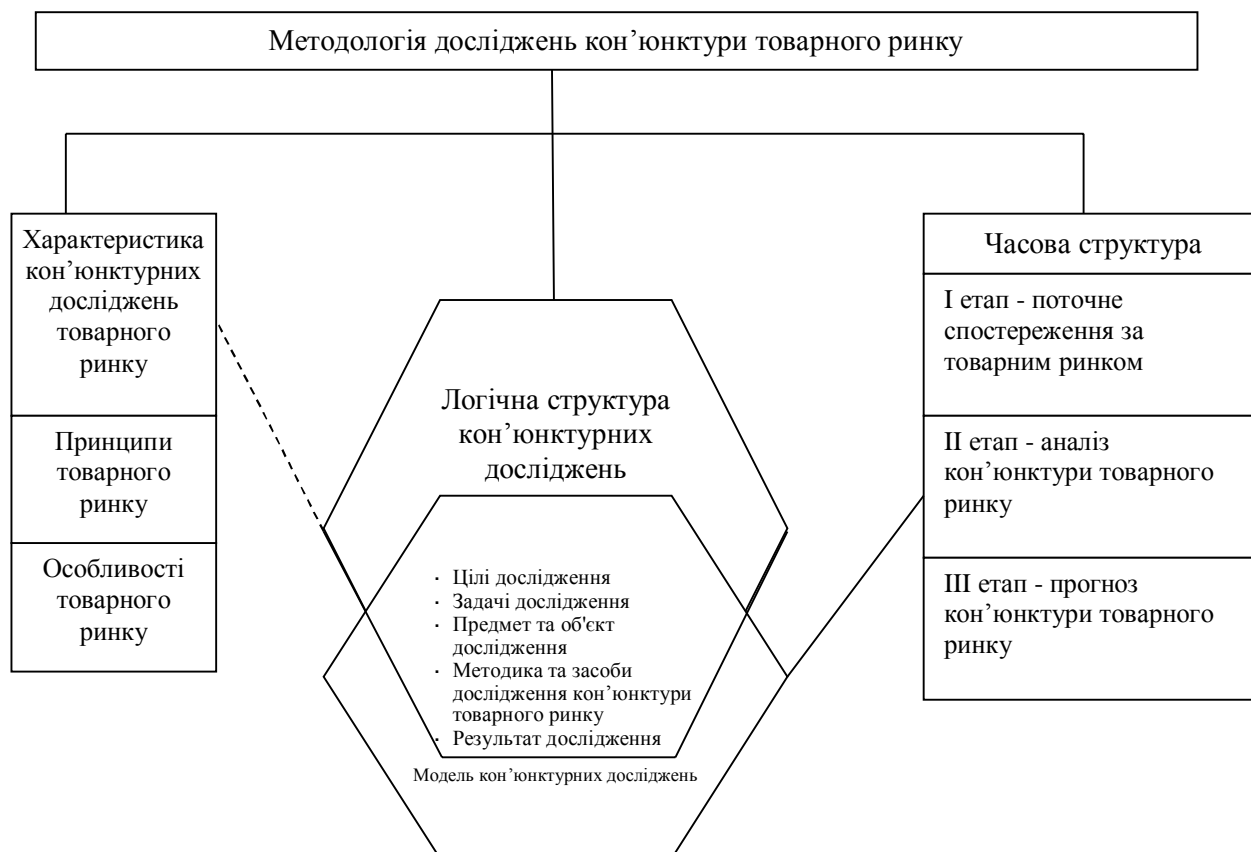 Методологія досліджень кон’юнктури товарного ринку
Характеристика
кон’юнктурних
досліджень
товарного
ринку
Принципи
товарного
ринку
Особливості
товарного
ринку
Логічна структура
кон’юнктурних
досліджень
· Цілі дослідження
· Задачі дослідження
· Предмет та об'єкт
дослідження
· Методика та засоби
дослідження кон’юнктури
товарного ринку
· Результат дослідження
Модель кон’юнктурних досліджень
Часова структура
І етап - поточне
спостереження за
товарним ринком
ІІ етап - аналіз
кон’юнктури товарного
ринку
ІІІ етап - прогноз
кон’юнктури товарного
ринку